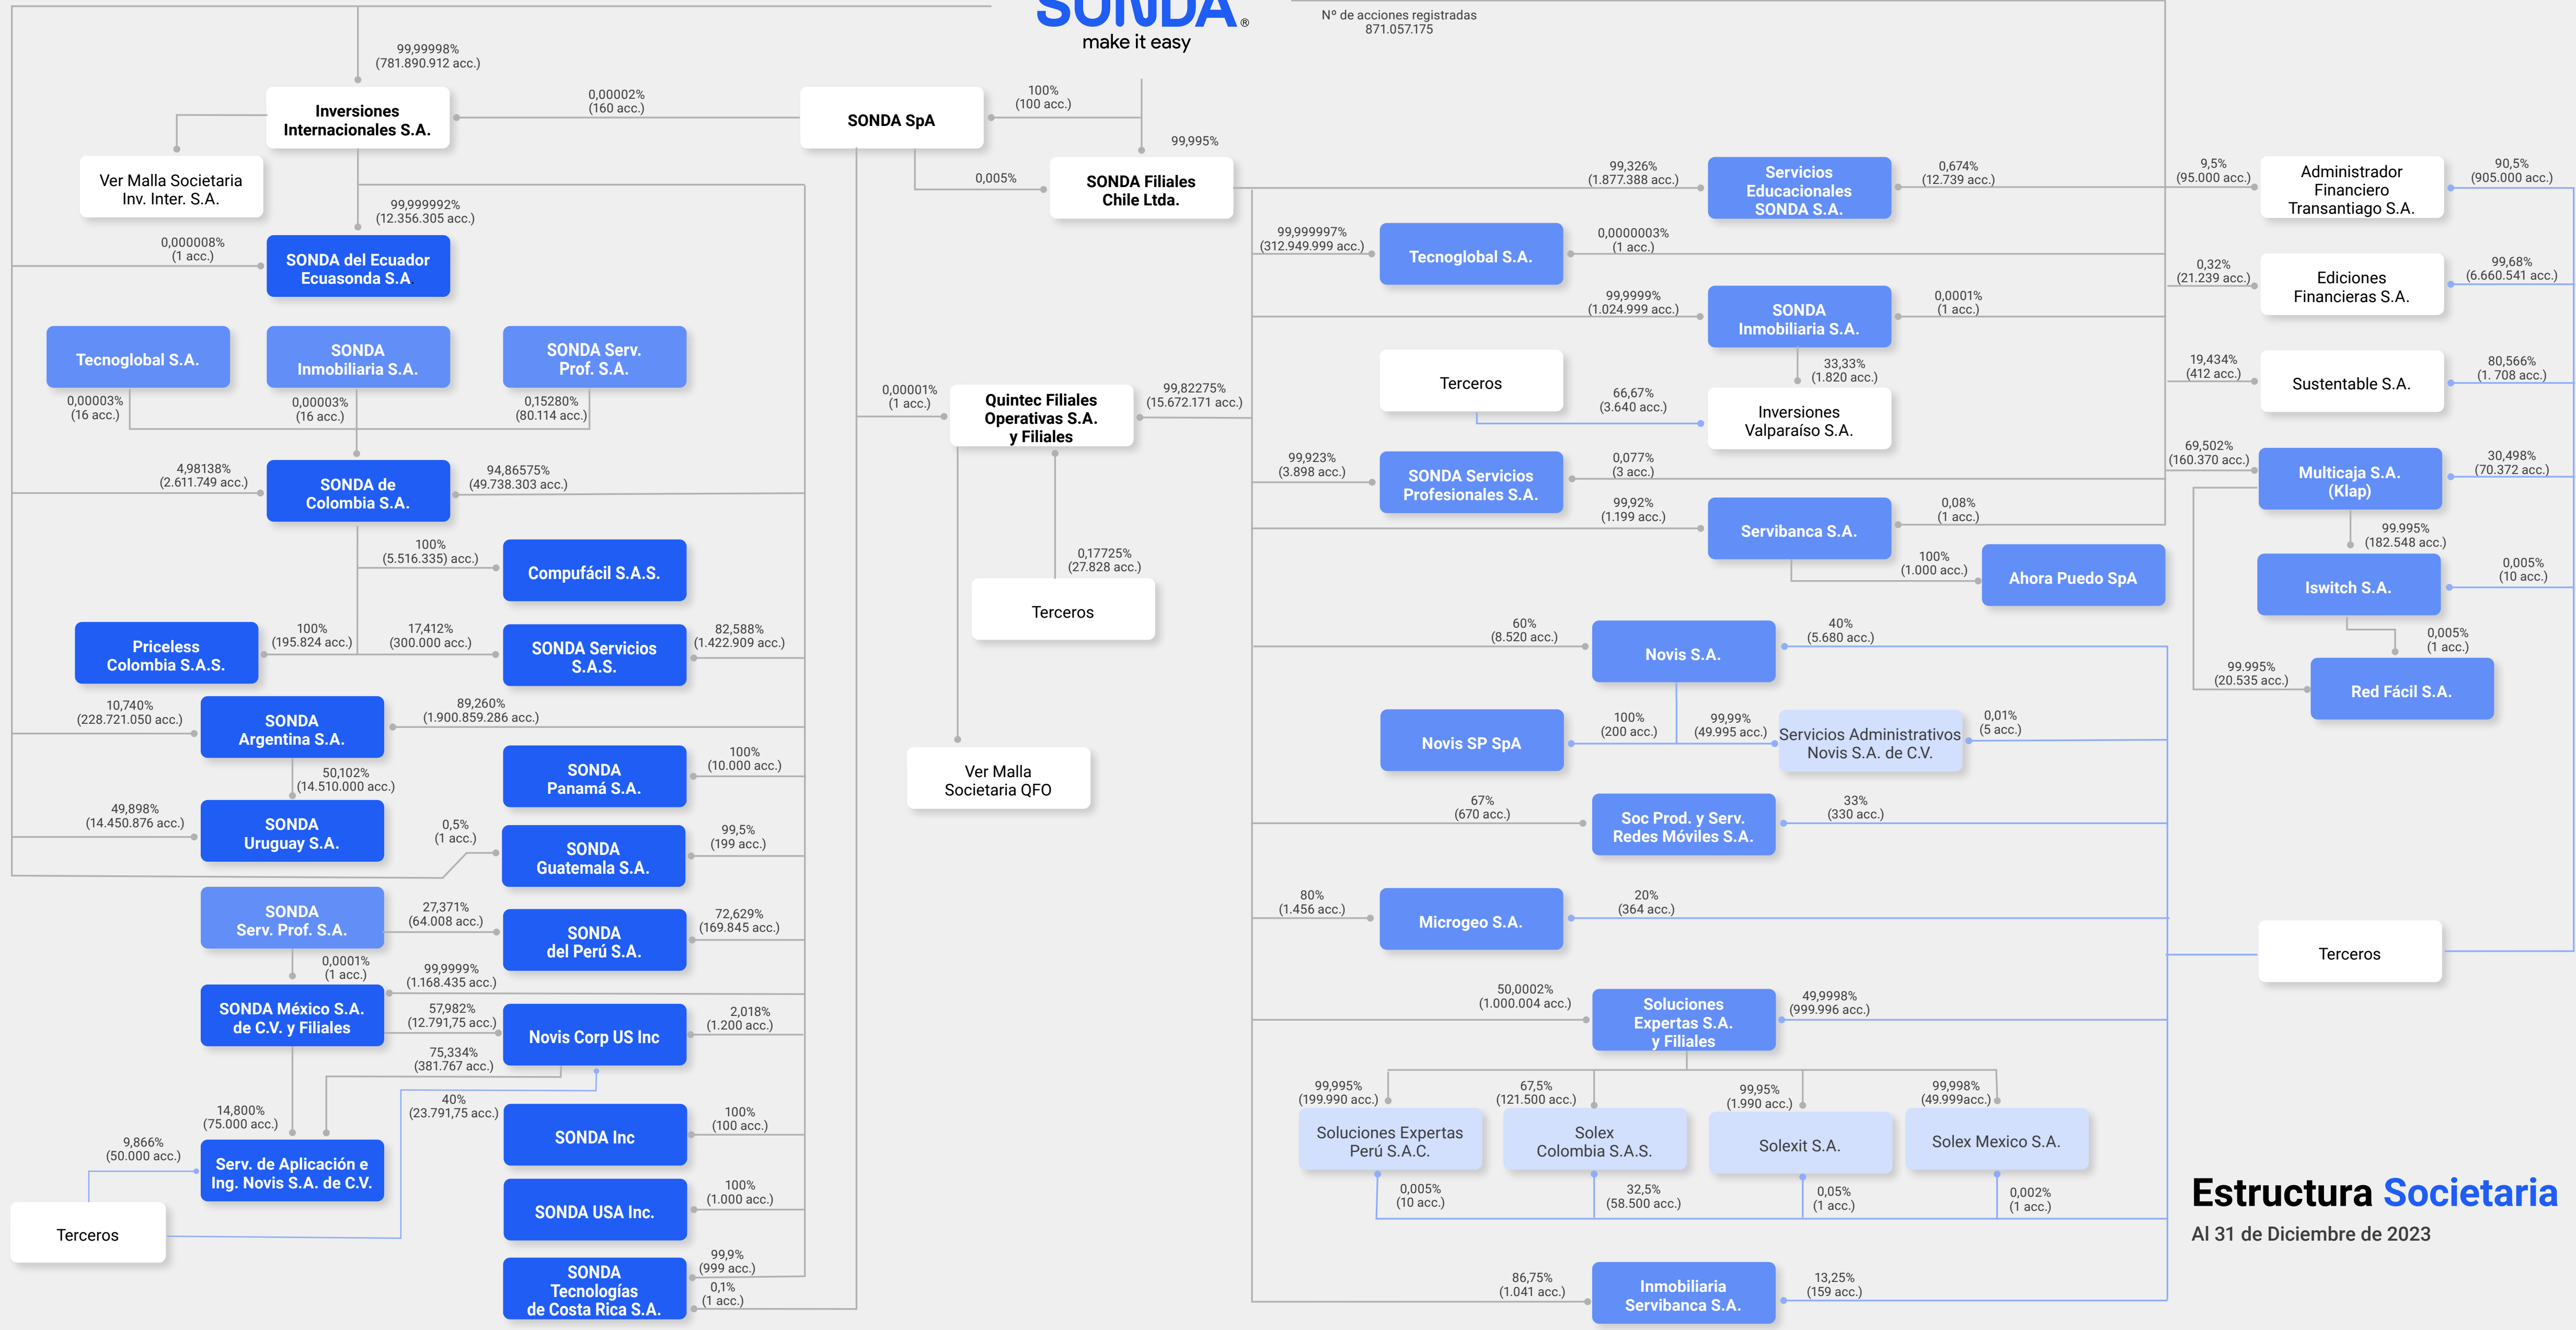 SONDA®
make it easy
Nº de acciones registradas
871.057.175
99,99998%
(781.890.912 acc.)
Inversiones
Internacionales S.A.
0,00002%
(160 acc.)
SONDA SpA
100%
(100 acc.)
Ver Malla Societaria
Inv. Inter. S.A.
99,995%
0,005%
SONDA Filiales
Chile Ltda.
99,999992%
(12.356.305 acc.)
0,000008%
(1 acc.)
SONDA del Ecuador
Ecuasonda S.A.
Tecnoglobal S.A.
SONDA
Inmobiliaria S.A.
SONDA Serv.
Prof. S.A.
0,00003%
(16 acc.)
0,00003%
(16 acc.)
0,15280%
(80.114 acc.)
4,98138%
(2.611.749 acc.)
SONDA de
Colombia S.A.
94,86575%
(49.738.303 acc.)
100%
(5.516.335) acc.)
Compufácil S.A.S.
Priceless
Colombia S.A.S.
100%
(195.824 acc.)
17,412%
(300.000 acc.)
SONDA Servicios
S.A.S.
82,588%
(1.422.909 acc.)
10,740%
(228.721.050 acc.)
SONDA
Argentina S.A.
89,260%
(1.900.859.286 acc.)
50,102%
(14.510.000 acc.)
SONDA
Panamá S.A.
100%
(10.000 acc.)
49,898%
(14.450.876 acc.)
SONDA
Uruguay S.A.
0,5%
(1 acc.)
SONDA
Guatemala S.A.
99,5%
(199 acc.)
SONDA
Serv. Prof. S.A.
27,371%
(64.008 acc.)
SONDA
del Perú S.A.
72,629%
(169.845 acc.)
0,0001%
(1 acc.)
99,9999%
(1.168.435 acc.)
SONDA México S.A.
de C.V. y Filiales
57,982%
(12.791,75 acc.)
Novis Corp US Inc
2,018%
(1.200 acc.)
75,334%
(381.767 acc.)
40%
(23.791,75 acc.)
14,800%
(75.000 acc.)
SONDA Inc
100%
(100 acc.)
9,866%
(50.000 acc.)
Serv. de Aplicación e
Ing. Novis S.A. de C.V.
Terceros
SONDA USA Inc.
100%
(1.000 acc.)
SONDA
Tecnologías
de Costa Rica S.A.
99,9%
(999 acc.)
0,1%
(1 acc.)
0,00001%
(1 acc.)
Quintec Filiales
Operativas S.A.
y Filiales
99,82275%
(15.672.171 acc.)
0,17725%
(27.828 acc.)
Terceros
Ver Malla
Societaria QFO
99,326%
(1.877.388 acc.)
Servicios
Educacionales
SONDA S.A.
0,674%
(12.739 acc.)
99,999997%
(312.949.999 acc.)
Tecnoglobal S.A.
0,0000003%
(1 acc.)
99,9999%
(1.024.999 acc.)
SONDA
Inmobiliaria S.A.
0,0001%
(1 acc.)
33,33%
(1.820 acc.)
Terceros
66,67%
(3.640 acc.)
Inversiones
Valparaíso S.A.
99,923%
(3.898 acc.)
SONDA Servicios
Profesionales S.A.
0,077%
(3 acc.)
99,92%
(1.199 acc.)
Servibanca S.A.
0,08%
(1 acc.)
100%
(1.000 acc.)
Ahora Puedo SpA
60%
(8.520 acc.)
Novis S.A.
40%
(5.680 acc.)
Novis SP SpA
100%
(200 acc.)
99,99%
(49.995 acc.)
Servicios Administrativos
Novis S.A. de C.V.
0,01%
(5 acc.)
67%
(670 acc.)
Soc Prod. y Serv.
Redes Móviles S.A.
33%
(330 acc.)
80%
(1.456 acc.)
Microgeo S.A.
20%
(364 acc.)
50,0002%
(1.000.004 acc.)
Soluciones
Expertas S.A.
y Filiales
49,9998%
(999.996 acc.)
99,995%
(199.990 acc.)
67,5%
(121.500 acc.)
99,95%
(1.990 acc.)
99,998%
(49.999acc.)
Soluciones Expertas
Perú S.A.C.
Solex
Colombia S.A.S.
Solexit S.A.
Solex Mexico S.A.
0,005%
(10 acc.)
32,5%
(58.500 acc.)
0,05%
(1 acc.)
0,002%
(1 acc.)
86,75%
(1.041 acc.)
Inmobiliaria
Servibanca S.A.
13,25%
(159 acc.)
9,5%
(95.000 acc.)
Administrador
Financiero
Transantiago S.A.
90,5%
(905.000 acc.)
0,32%
(21.239 acc.)
Ediciones
Financieras S.A.
99,68%
(6.660.541 acc.)
19,434%
(412 acc.)
Sustentable S.A.
80,566%
(1. 708 acc.)
69,502%
(160.370 acc.)
Multicaja S.A.
(Klap)
30,498%
(70.372 acc.)
99.995%
(182.548 acc.)
Iswitch S.A.
0,005%
(10 acc.)
0,005%
(1 acc.)
99.995%
(20.535 acc.)
Red Fácil S.A.
Terceros
Estructura Societaria
Al 31 de Diciembre de 2023